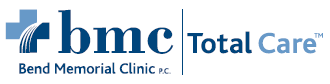 bmc Total Care™
Bend Memorial Clinic P.C.